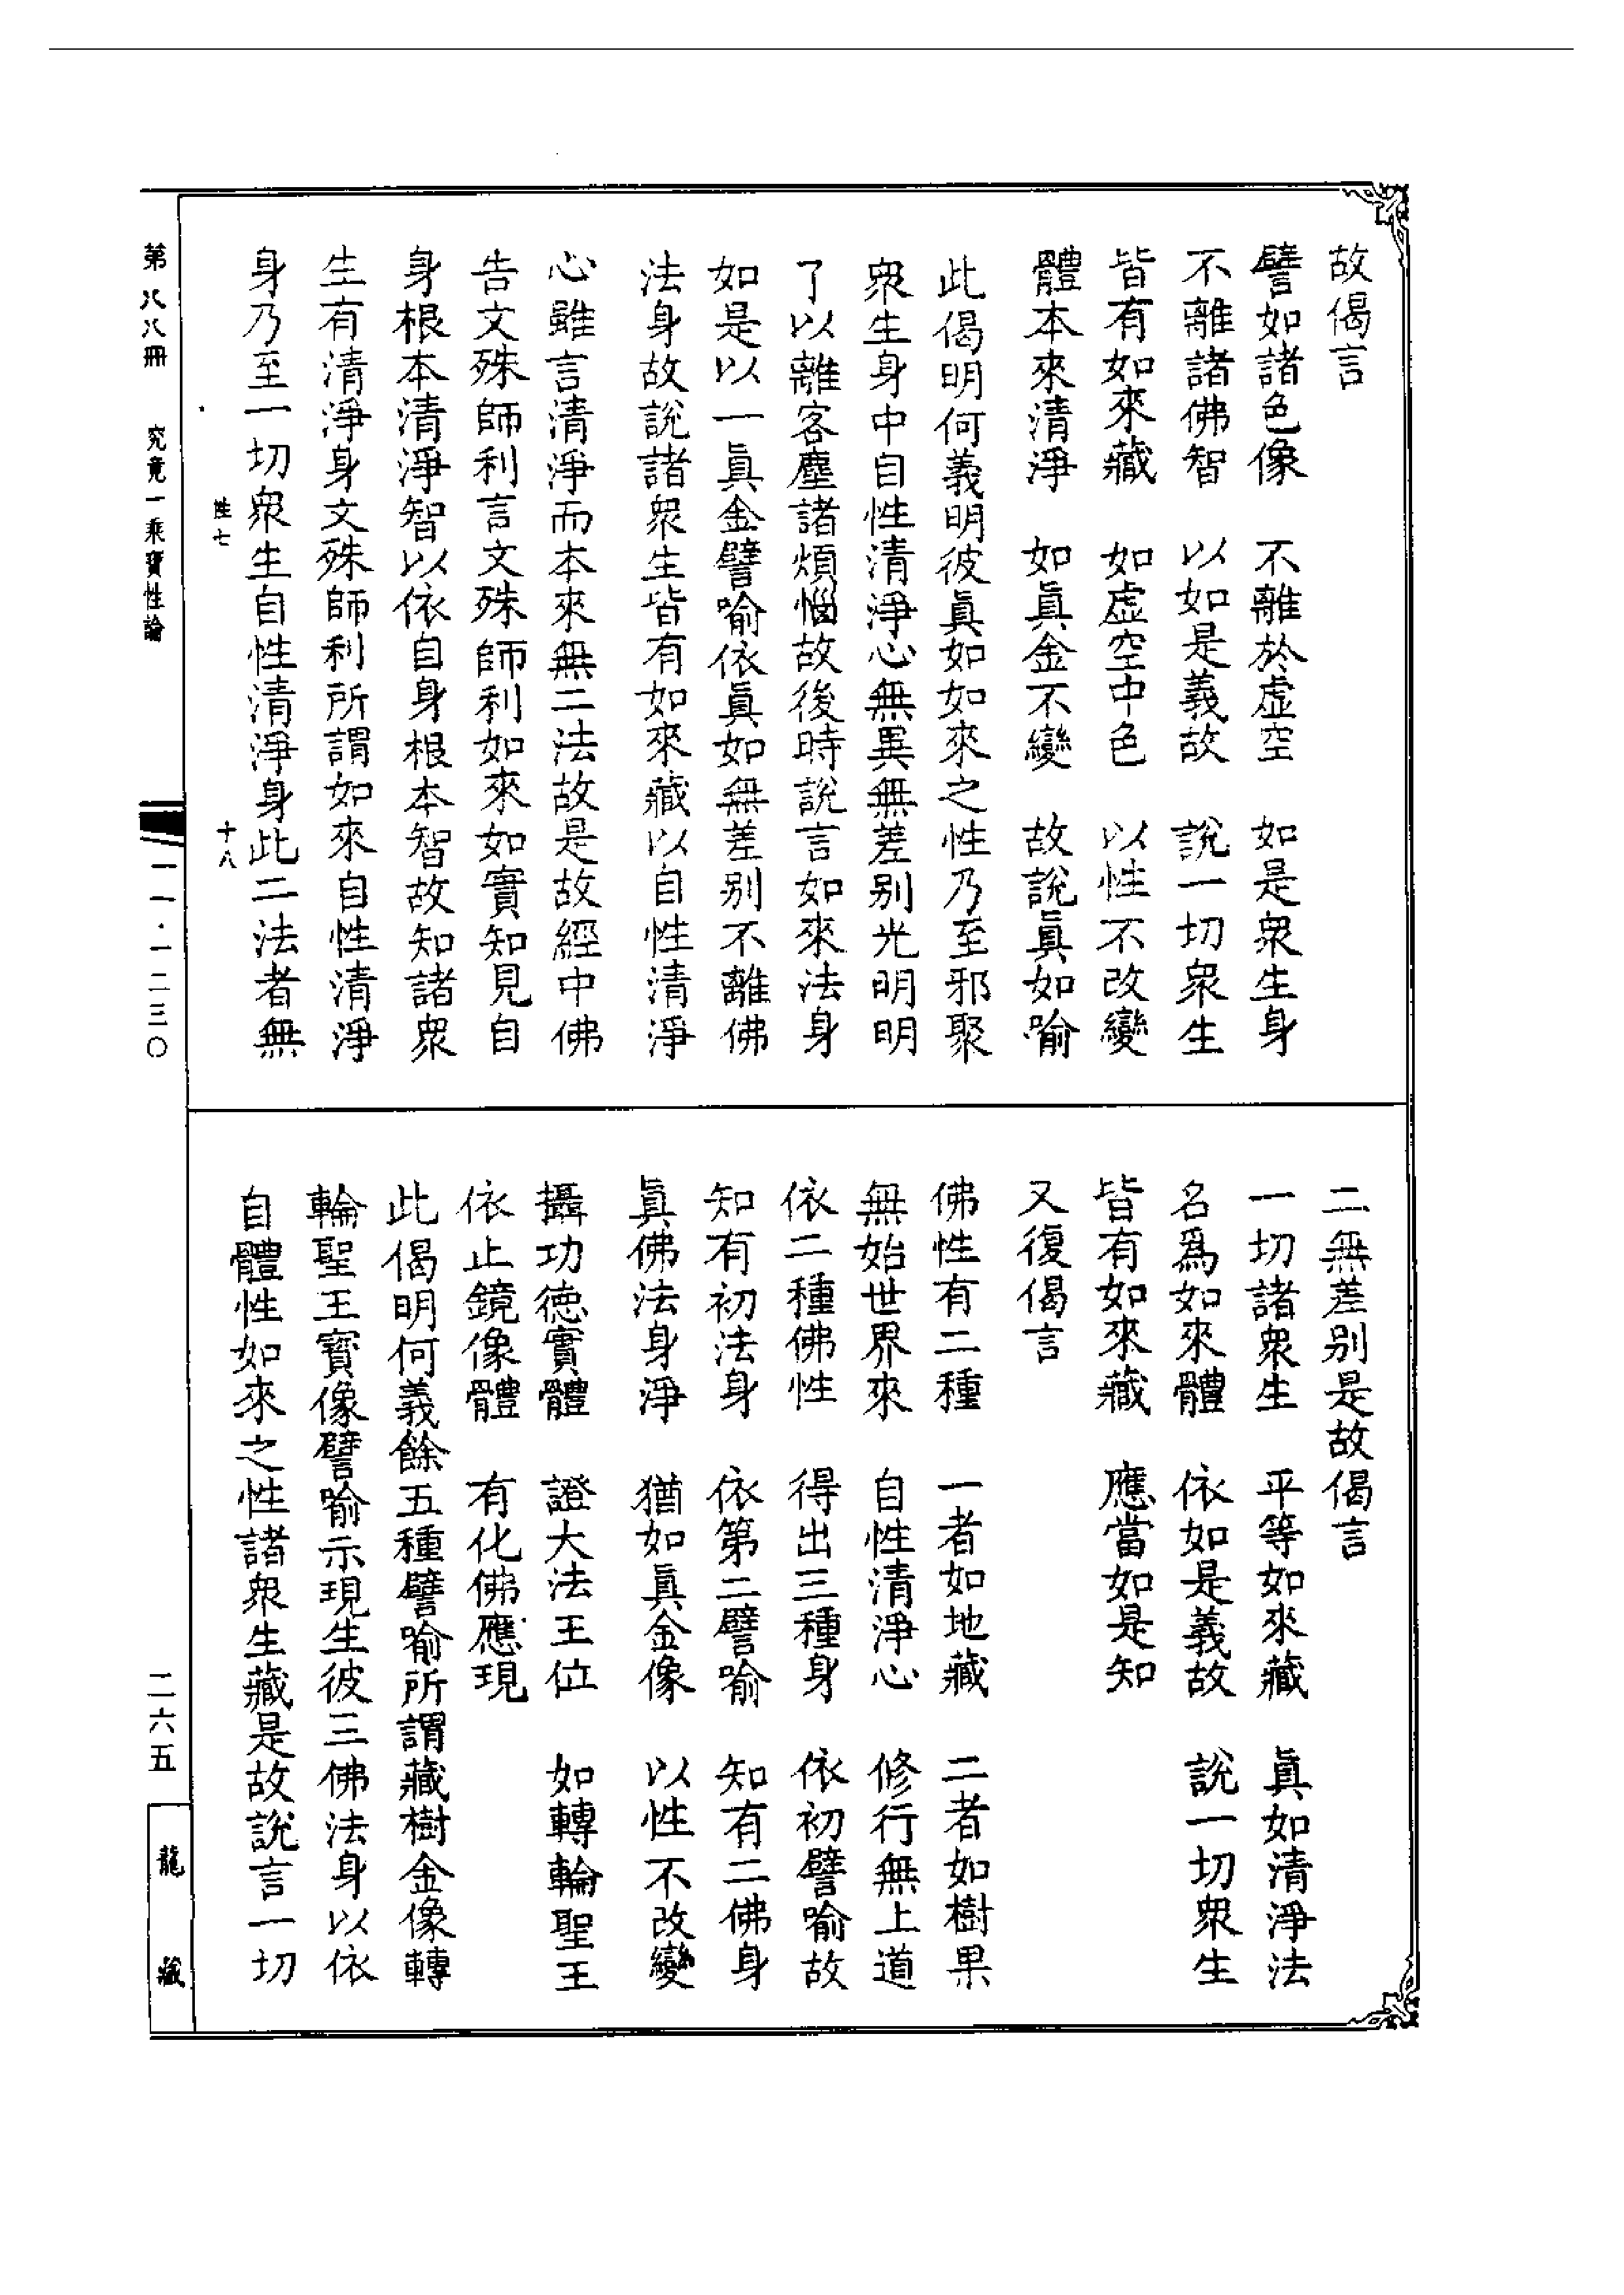 故偈言
譬如諸色像　不離於虛空　如是衆生身
不離諸佛智　以如是義故　說一切衆生
皆有如來藏　如虛空中色　以性不改變
體本來清淨　如眞金不變　故說眞如喻
此偈明何義明彼眞如如來之性乃至邪聚
衆生身中自性清淨心無異無差别光明明
了以離客塵諸煩惱故後時說言如來法身
如是以一眞金譬喻依眞如無差别不離佛
法身故說諸衆生皆有如來藏以自性清淨
心雖言清淨而本來無二法故是故經中佛
告文殊師利言文殊師利如來如實知見自
身根本清淨智以依自身根本智故知諸衆
生有清淨身文殊師利所謂如來自性清淨
身乃至一切衆生自性清淨身此二法者無
性七　十八
二無差别是故偈言
一切諸衆生　平等如來藏　眞如清淨法
名爲如來體　依如是義故　說一切衆生
皆有如來藏　應當如是知
又復偈言
佛性有二種　一者如地藏　二者如樹果
無始世界來　自性清淨心　修行無上道
依二種佛性　得出三種身　依初譬喻故
知有初法身　依第二譬喻　知有二佛身
眞佛法身淨　猶如眞金像　以性不改變
攝功德實體　證大法王位　如轉輪聖王
依止鏡像體　有化佛應現
此偈明何義餘五種譬喻所謂藏樹金像轉
輪聖王寶像譬喻示現生彼三佛法身以依
自體性如來之性諸衆生藏是故說言一切
第八八冊　究竟一乘寶性論　一一·一二三〇　二六五　龍藏